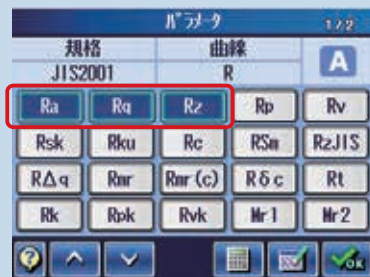 パラメータ 1/2
規格 曲線 A
JIS2001 R
Ra Rq Rz Rp Rv
Rsk Rku Rc RSm RzJIS
RΔq Rmr Rmr(c) Rδc Rt
Rk Rpk Rvk Mr1 Mr2
? OK